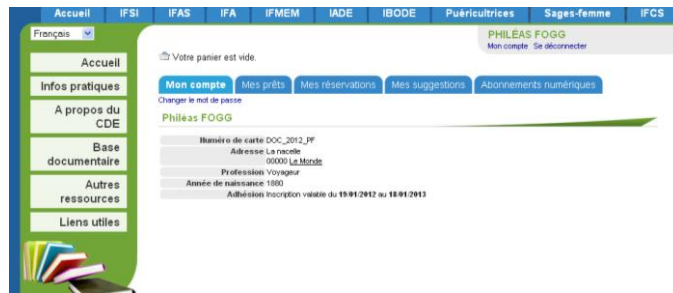 Accueil IFSI IFAS IFA IFMEM IADE IBODE Puéricultrices Sages-femme IFCS
Français
PHILÉAS FOGG
Mon compte Se déconnecter
Votre panier est vide.
Accueil
Infos pratiques
A propos du
CDE
Base
documentaire
Autres
ressources
Liens utiles
Mon compte Mes prêts Mes réservations Mes suggestions Abonnements numériques
Changer le mot de passe
Philéas FOGG
Numéro de carte DOC_2012_PF
Adresse La nacelle
00000 Le Monde
Profession Voyageur
Année de naissance 1880
Adhésion Inscription valable du 19/01/2012 au 18/01/2013